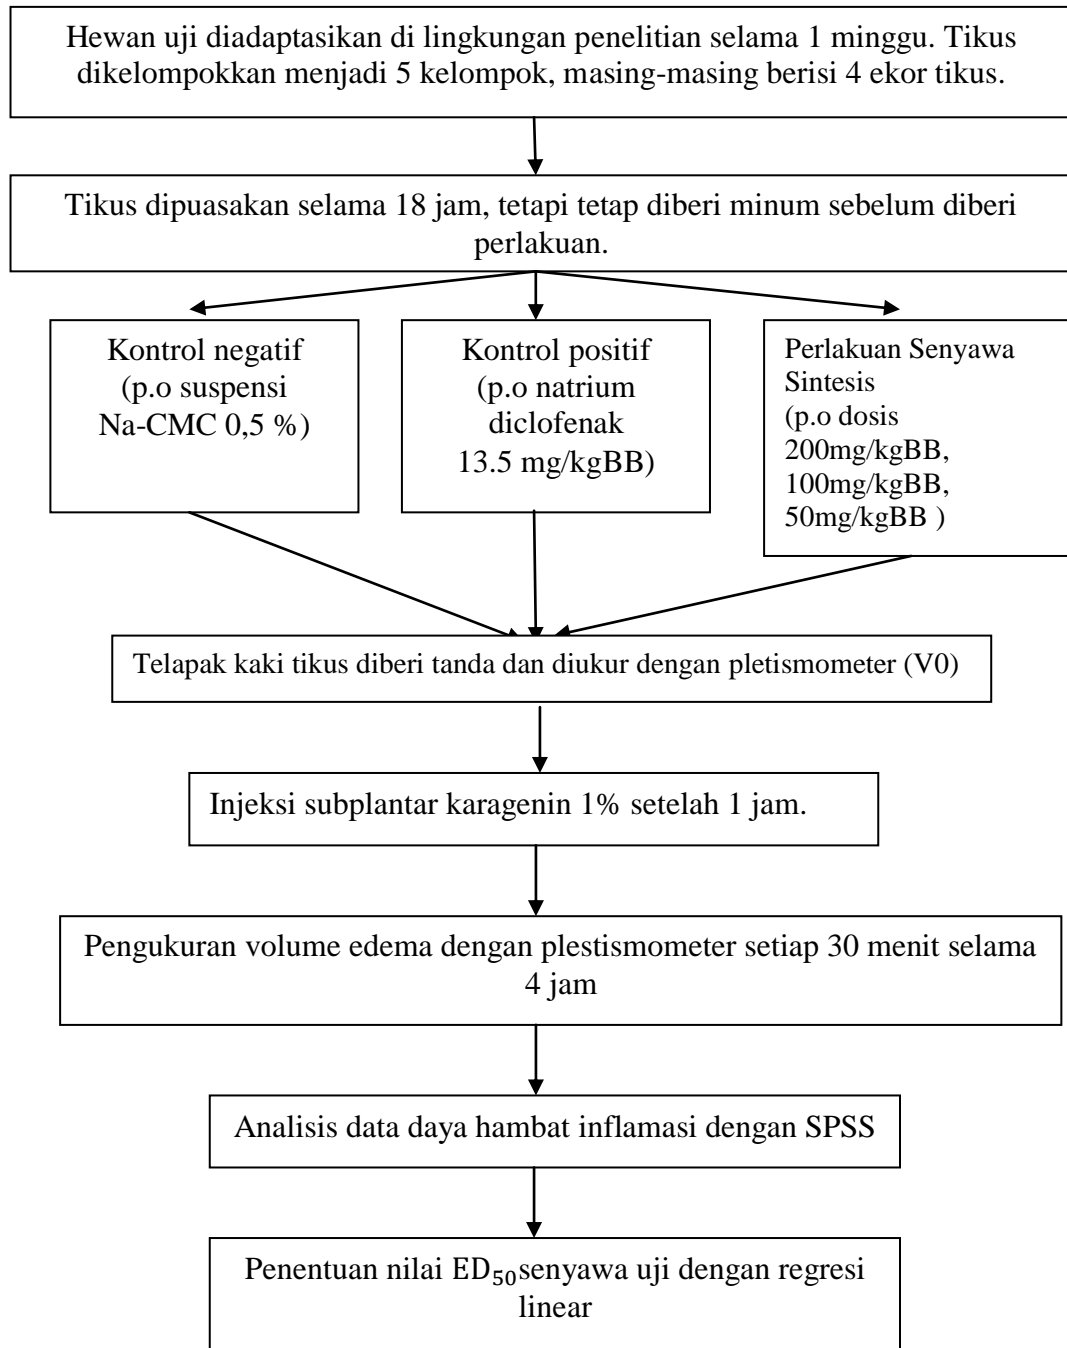 Hewan uji diadaptasikan di lingkungan penelitian selama 1 minggu. Tikus
dikelompokkan menjadi 5 kelompok, masing-masing berisi 4 ekor tikus.
Tikus dipuasakan selama 18 jam, tetapi tetap diberi minum sebelum diberi
perlakuan.
Kontrol negatif
(p.o suspensi
Na-CMC 0,5 %)
Kontrol positif
(p.o natrium
diclofenak
13.5 mg/kgBB)
Perlakuan Senyawa
Sintesis
(p.o dosis
200mg/kgBB,
100mg/kgBB,
50mg/kgBB )
Telapak kaki tikus diberi tanda dan diukur dengan pletismometer (V0)
Injeksi subplantar karagenin 1% setelah 1 jam.
Pengukuran volume edema dengan plestismometer setiap 30 menit selama
4 jam
Analisis data daya hambat inflamasi dengan SPSS
Penentuan nilai ED₅₀senyawa uji dengan regresi
linear